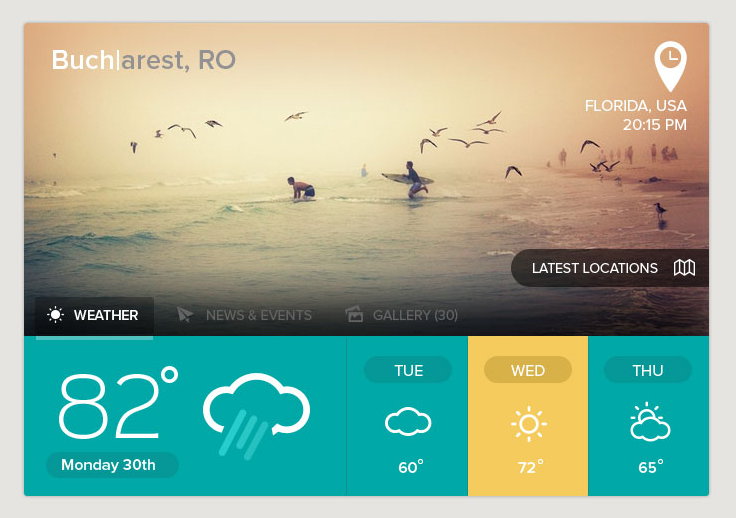 Buch|arest, RO
FLORIDA, USA
20:15 PM
LATEST LOCATIONS
WEATHER
NEWS & EVENTS
GALLERY (30)
82°
Monday 30th
TUE
60°
WED
72°
THU
65°